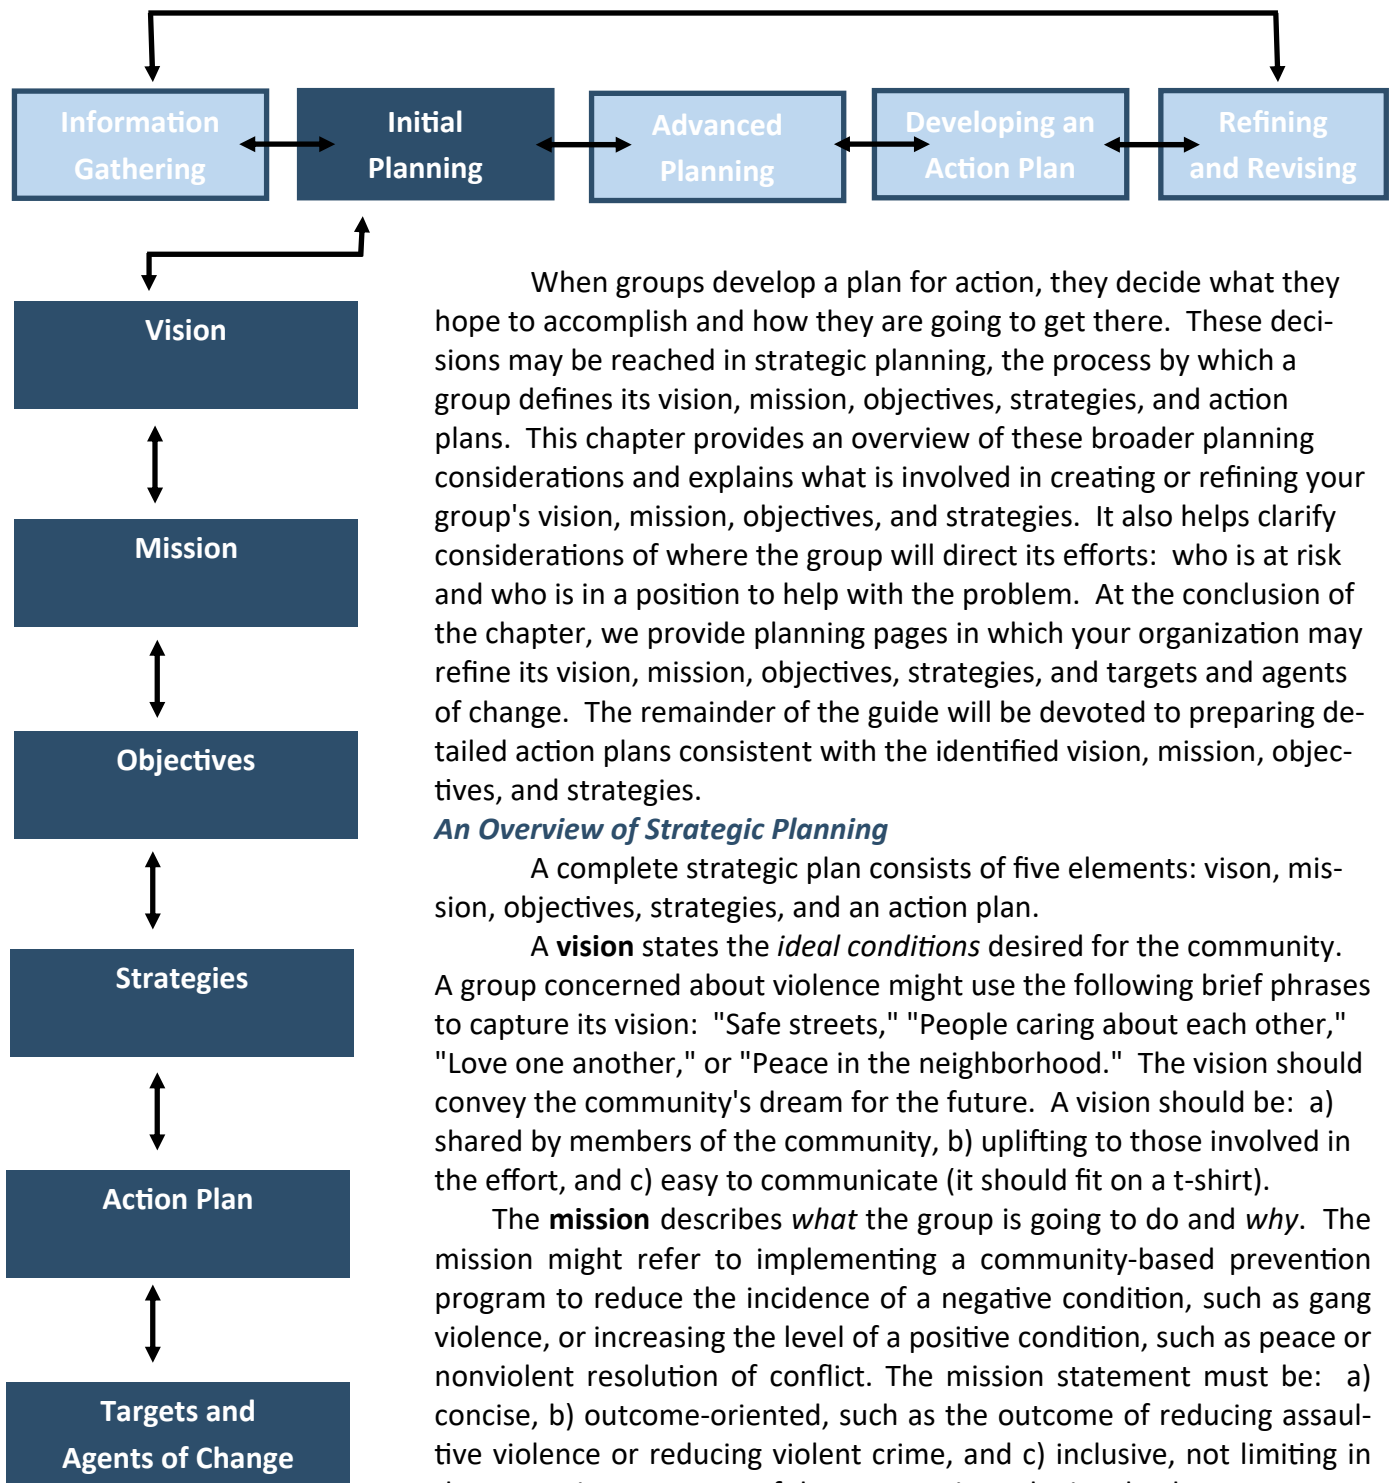 Information
Gathering
Initial
Planning
Advanced
Planning
Developing an
Action Plan
Refining
and Revising
Vision
Mission
Objectives
Strategies
Action Plan
Targets and
Agents of Change
When groups develop a plan for action, they decide what they
hope to accomplish and how they are going to get there.  These deci-
sions may be reached in strategic planning, the process by which a
group defines its vision, mission, objectives, strategies, and action
plans.  This chapter provides an overview of these broader planning
considerations and explains what is involved in creating or refining your
group's vision, mission, objectives, and strategies.  It also helps clarify
considerations of where the group will direct its efforts:  who is at risk
and who is in a position to help with the problem.  At the conclusion of
the chapter, we provide planning pages in which your organization may
refine its vision, mission, objectives, strategies, and targets and agents
of change.  The remainder of the guide will be devoted to preparing de-
tailed action plans consistent with the identified vision, mission, objec-
tives, and strategies.
An Overview of Strategic Planning
A complete strategic plan consists of five elements: vison, mis-
sion, objectives, strategies, and an action plan.
A vision states the ideal conditions desired for the community.
A group concerned about violence might use the following brief phrases
to capture its vision:  "Safe streets," "People caring about each other,"
"Love one another," or "Peace in the neighborhood."  The vision should
convey the community's dream for the future.  A vision should be:  a)
shared by members of the community, b) uplifting to those involved in
the effort, and c) easy to communicate (it should fit on a t-shirt).
The mission describes what the group is going to do and why.  The
mission might refer to implementing a community-based prevention
program to reduce the incidence of a negative condition, such as gang
violence, or increasing the level of a positive condition, such as peace or
nonviolent resolution of conflict. The mission statement must be:  a)
concise, b) outcome-oriented, such as the outcome of reducing assaul-
tive violence or reducing violent crime, and c) inclusive, not limiting in